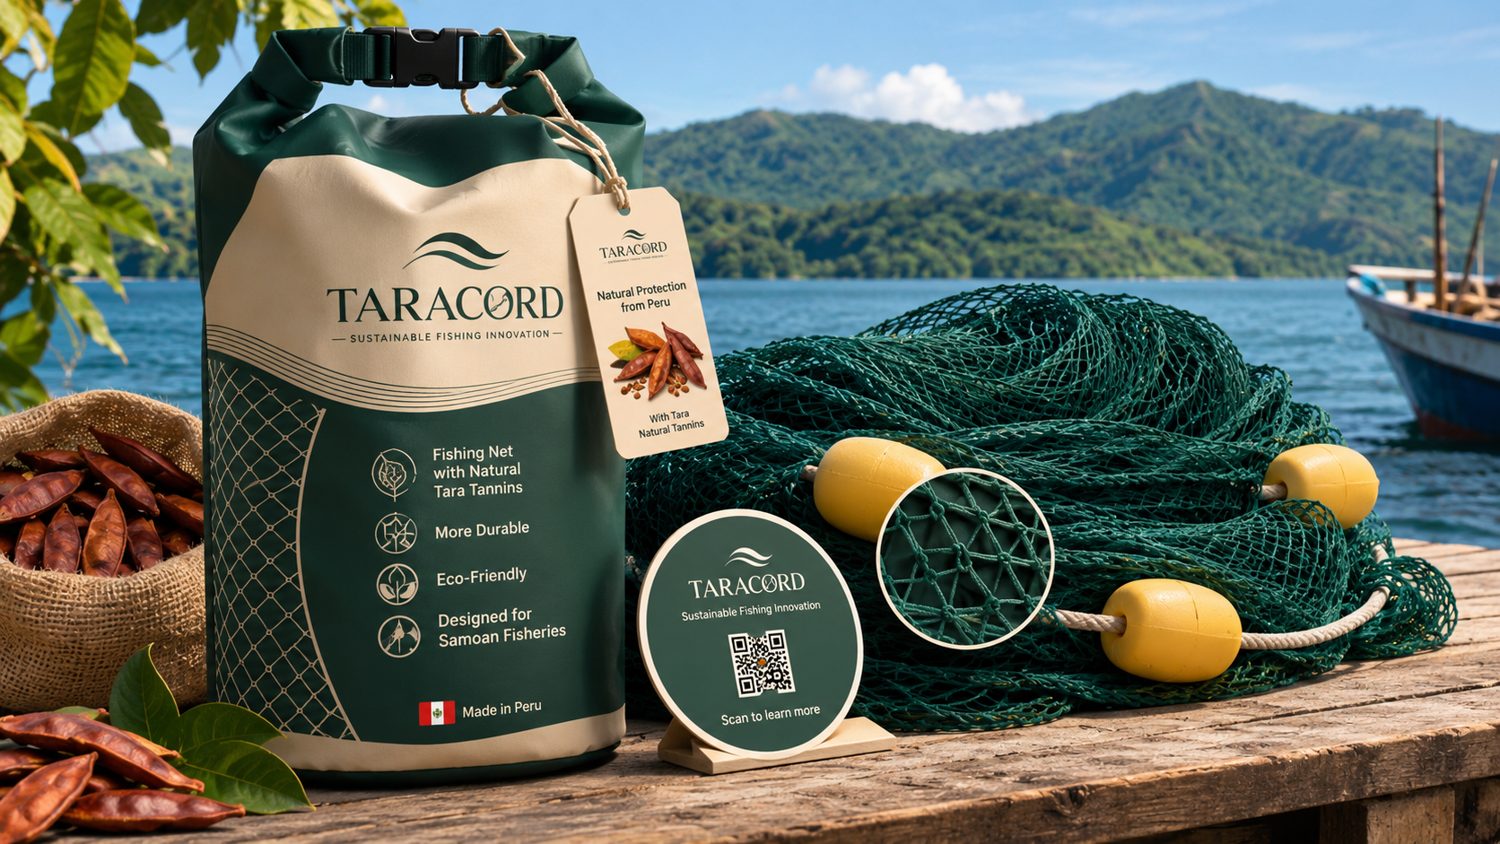 TARACORD
SUSTAINABLE FISHING INNOVATION
Fishing Net
with Natural
Tara Tannins
More Durable
Eco-Friendly
Designed for
Samoan Fisheries
Made in Peru
TARACORD
Natural Protection
from Peru
With Tara
Natural Tannins
TARACORD
Sustainable Fishing Innovation
Scan to learn more